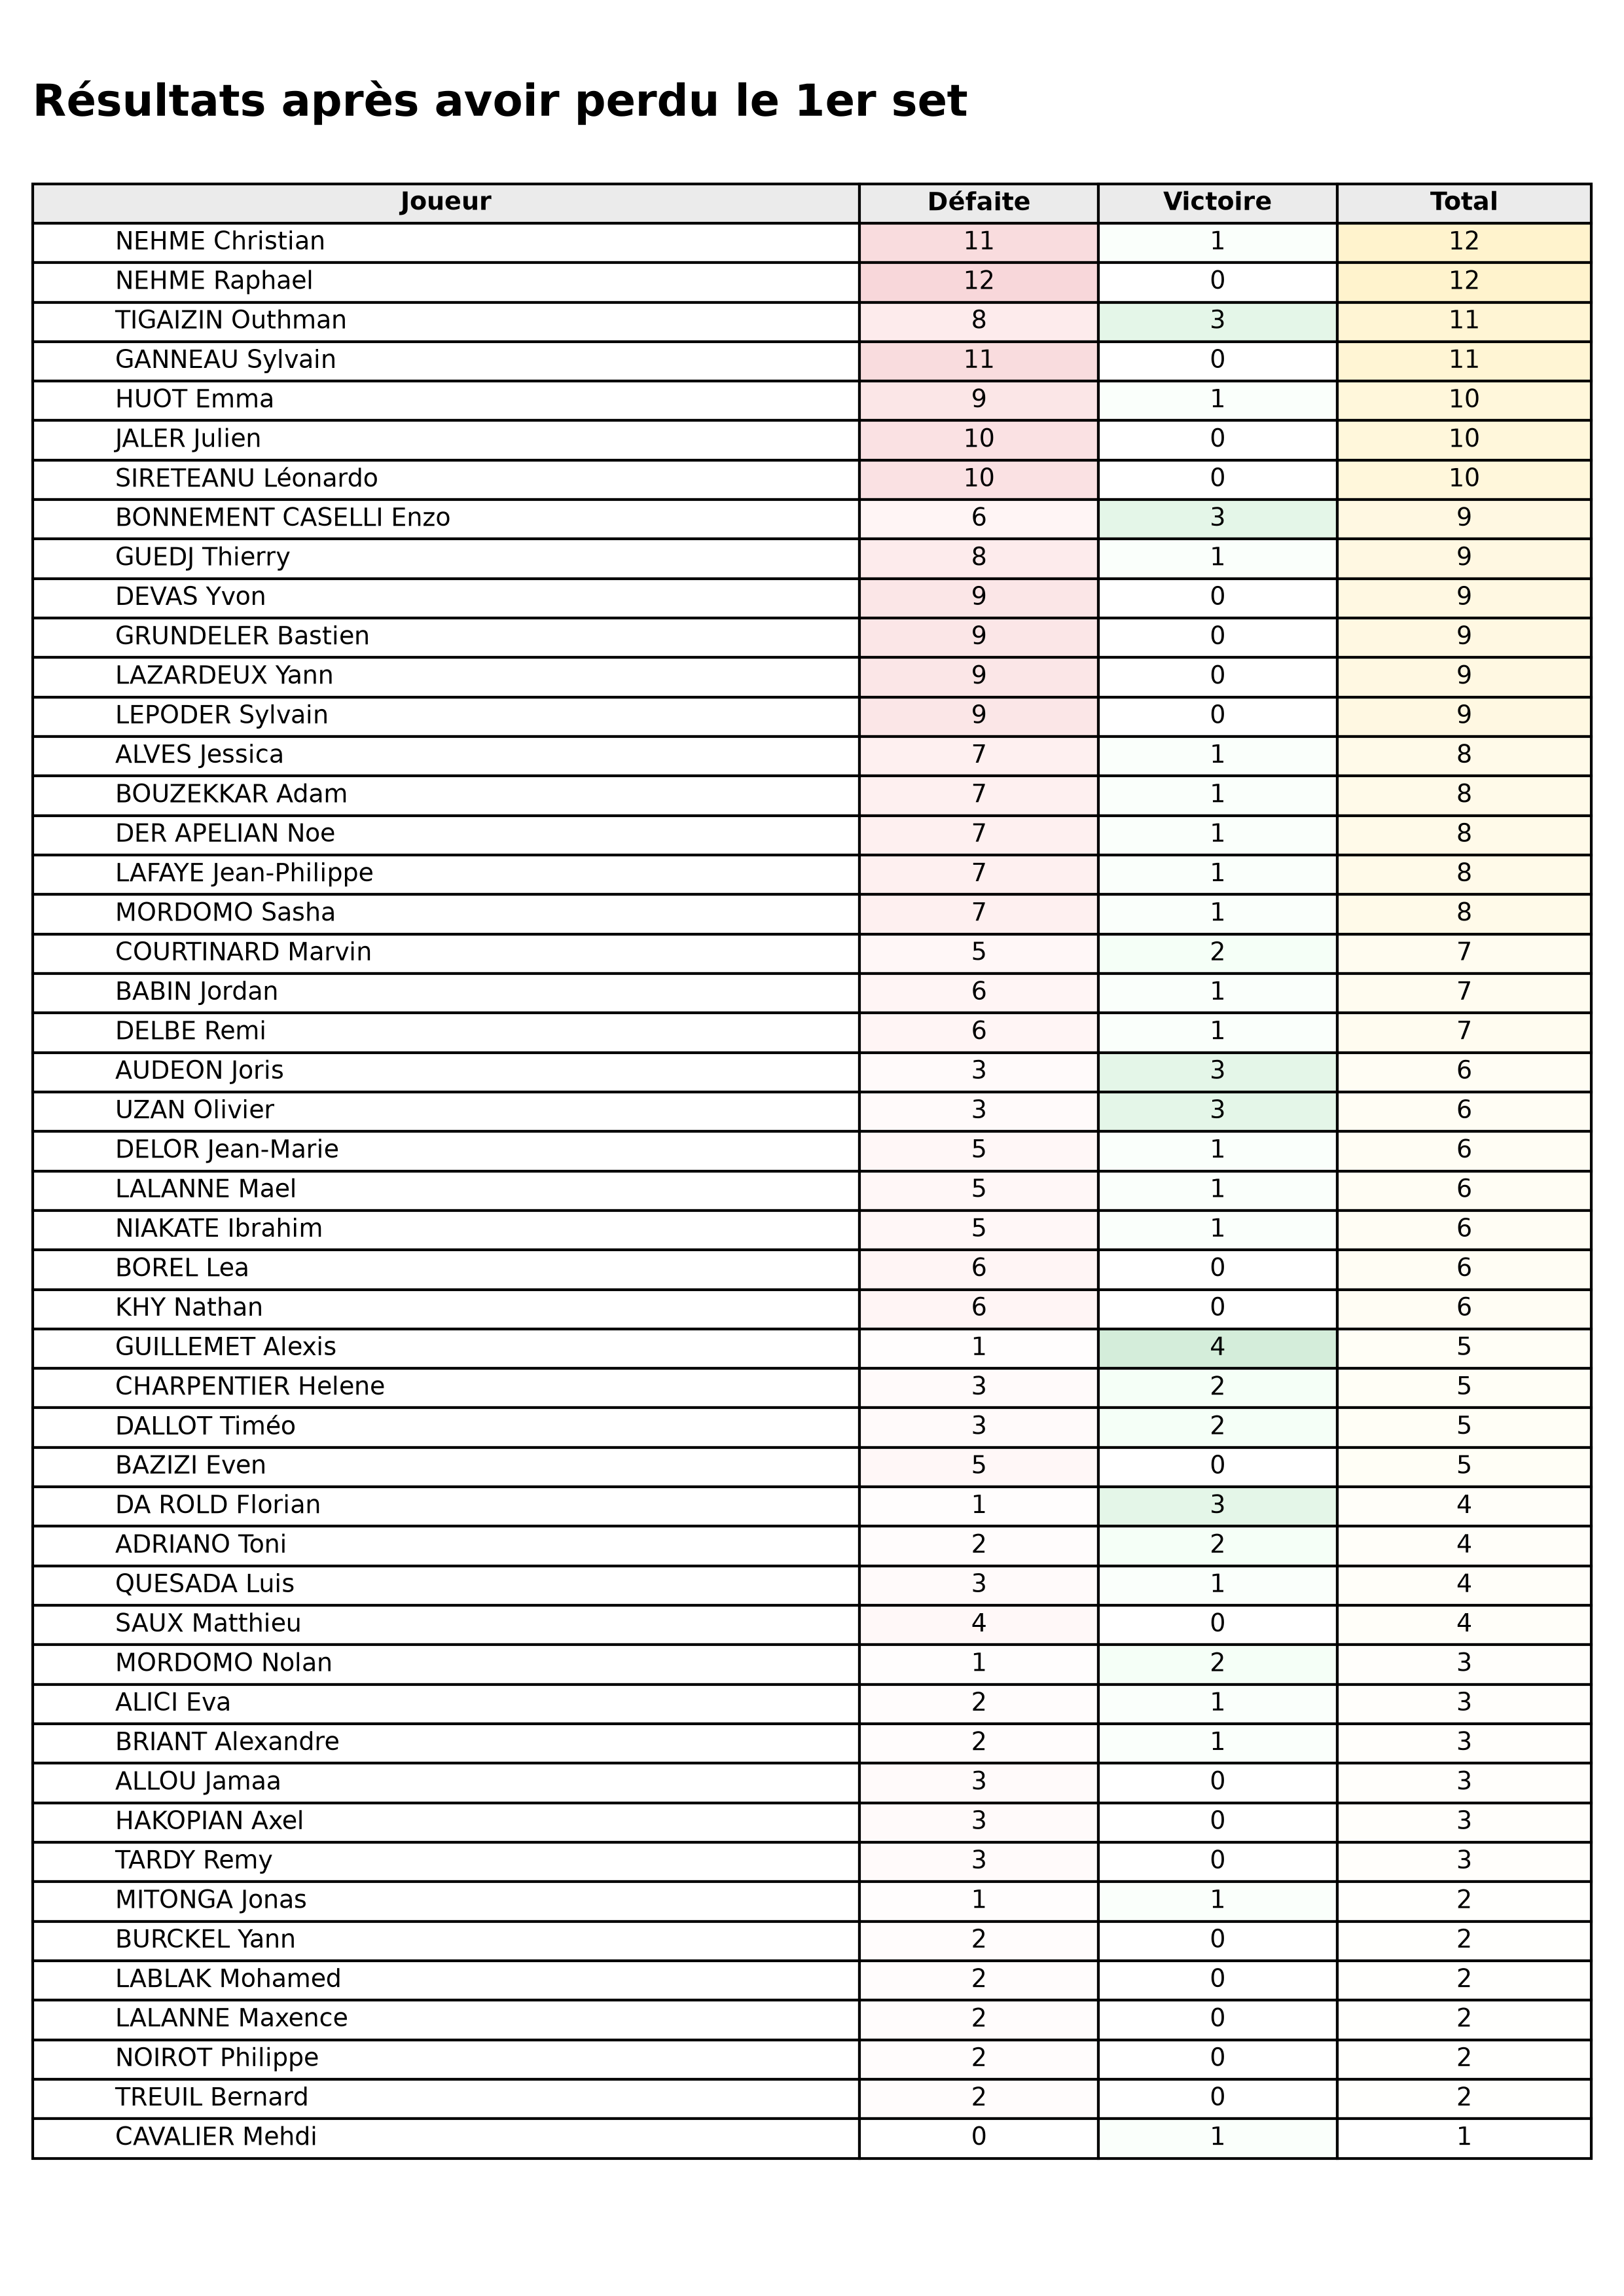 Résultats après avoir perdu le 1er set
Joueur Défaite Victoire Total
NEHME Christian 11 1 12
NEHME Raphael 12 0 12
TIGAIZIN Outhman 8 3 11
GANNEAU Sylvain 11 0 11
HUOT Emma 9 1 10
JALER Julien 10 0 10
SIRETEANU Léonardo 10 0 10
BONNEMENT CASELLI Enzo 6 3 9
GUEDJ Thierry 8 1 9
DEVAS Yvon 9 0 9
GRUNDELER Bastien 9 0 9
LAZARDEUX Yann 9 0 9
LEPODER Sylvain 9 0 9
ALVES Jessica 7 1 8
BOUZEKKAR Adam 7 1 8
DER APELIAN Noe 7 1 8
LAFAYE Jean-Philippe 7 1 8
MORDOMO Sasha 7 1 8
COURTINARD Marvin 5 2 7
BABIN Jordan 6 1 7
DELBE Remi 6 1 7
AUDEON Joris 3 3 6
UZAN Olivier 3 3 6
DELOR Jean-Marie 5 1 6
LALANNE Mael 5 1 6
NIAKATE Ibrahim 5 1 6
BOREL Lea 6 0 6
KHY Nathan 6 0 6
GUILLEMET Alexis 1 4 5
CHARPENTIER Helene 3 2 5
DALLOT Timéo 3 2 5
BAZIZI Even 5 0 5
DA ROLD Florian 1 3 4
ADRIANO Toni 2 2 4
QUESADA Luis 3 1 4
SAUX Matthieu 4 0 4
MORDOMO Nolan 1 2 3
ALICI Eva 2 1 3
BRIANT Alexandre 2 1 3
ALLOU Jamaa 3 0 3
HAKOPIAN Axel 3 0 3
TARDY Remy 3 0 3
MITONGA Jonas 1 1 2
BURCKEL Yann 2 0 2
LABLAK Mohamed 2 0 2
LALANNE Maxence 2 0 2
NOIROT Philippe 2 0 2
TREUIL Bernard 2 0 2
CAVALIER Mehdi 0 1 1